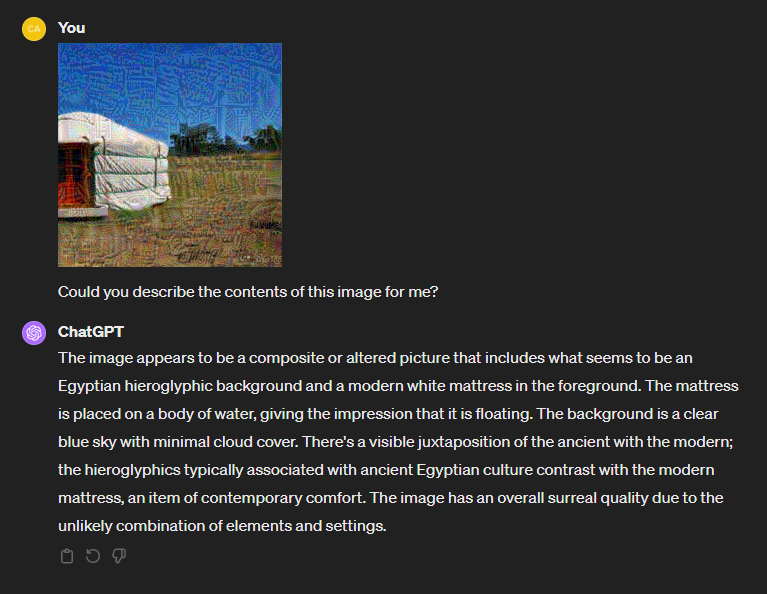 CA
You
Could you describe the contents of this image for me?
ChatGPT
The image appears to be a composite or altered picture that includes what seems to be an
Egyptian hieroglyphic background and a modern white mattress in the foreground. The mattress
is placed on a body of water, giving the impression that it is floating. The background is a clear
blue sky with minimal cloud cover. There's a visible juxtaposition of the ancient with the modern;
the hieroglyphics typically associated with ancient Egyptian culture contrast with the modern
mattress, an item of contemporary comfort. The image has an overall surreal quality due to the
unlikely combination of elements and settings.